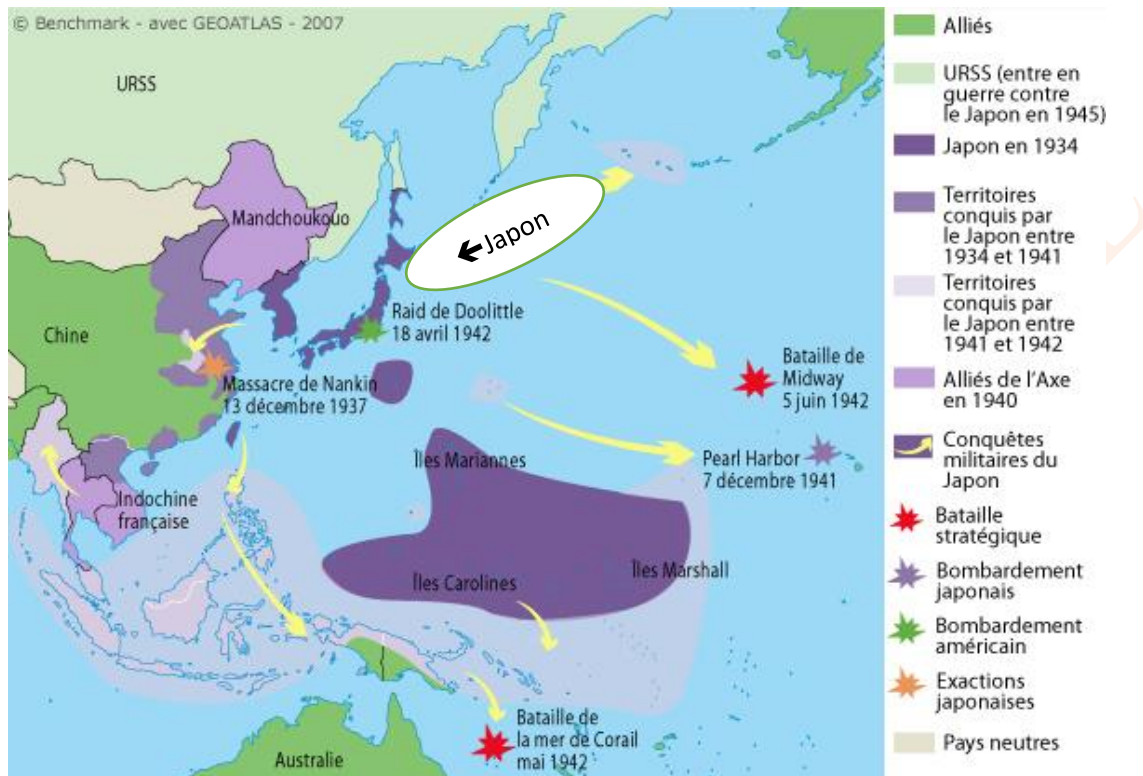 © Benchmark - avec GEOATLAS - 2007
URSS
Mandchoukouo
←Japon
Raid de Doolittle
18 avril 1942
Chine
Massacre de Nankin
13 décembre 1937
Bataille de
Midway
5 juin 1942
Îles Mariannes
Pearl Harbor
7 décembre 1941
Indochine
française
Îles Carolines
Îles Marshall
Bataille de
la mer de Corail
mai 1942
Australie
Alliés
URSS (entre en
guerre contre
le Japon en 1945)
Japon en 1934
Territoires
conquis par
le Japon entre
1934 et 1941
Territoires
conquis par
le Japon entre
1941 et 1942
Alliés de l'Axe
en 1940
Conquêtes
militaires du
Japon
Bataille
stratégique
Bombardement
japonais
Bombardement
américain
Exactions
japonaises
Pays neutres